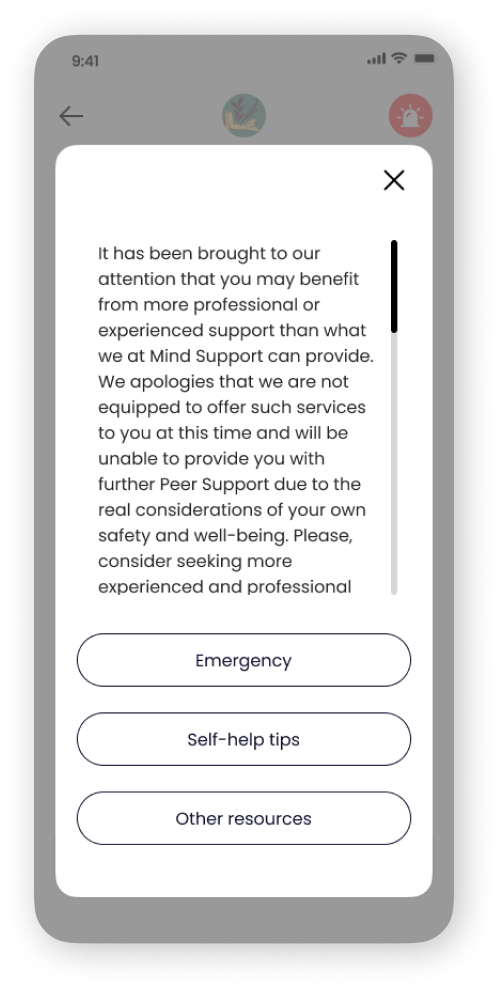 9:41
It has been brought to our
attention that you may benefit
from more professional or
experienced support than what
we at Mind Support can provide.
We apologies that we are not
equipped to offer such services
to you at this time and will be
unable to provide you with
further Peer Support due to the
real considerations of your own
safety and well-being. Please,
consider seeking more
experienced and professional
Emergency
Self-help tips
Other resources